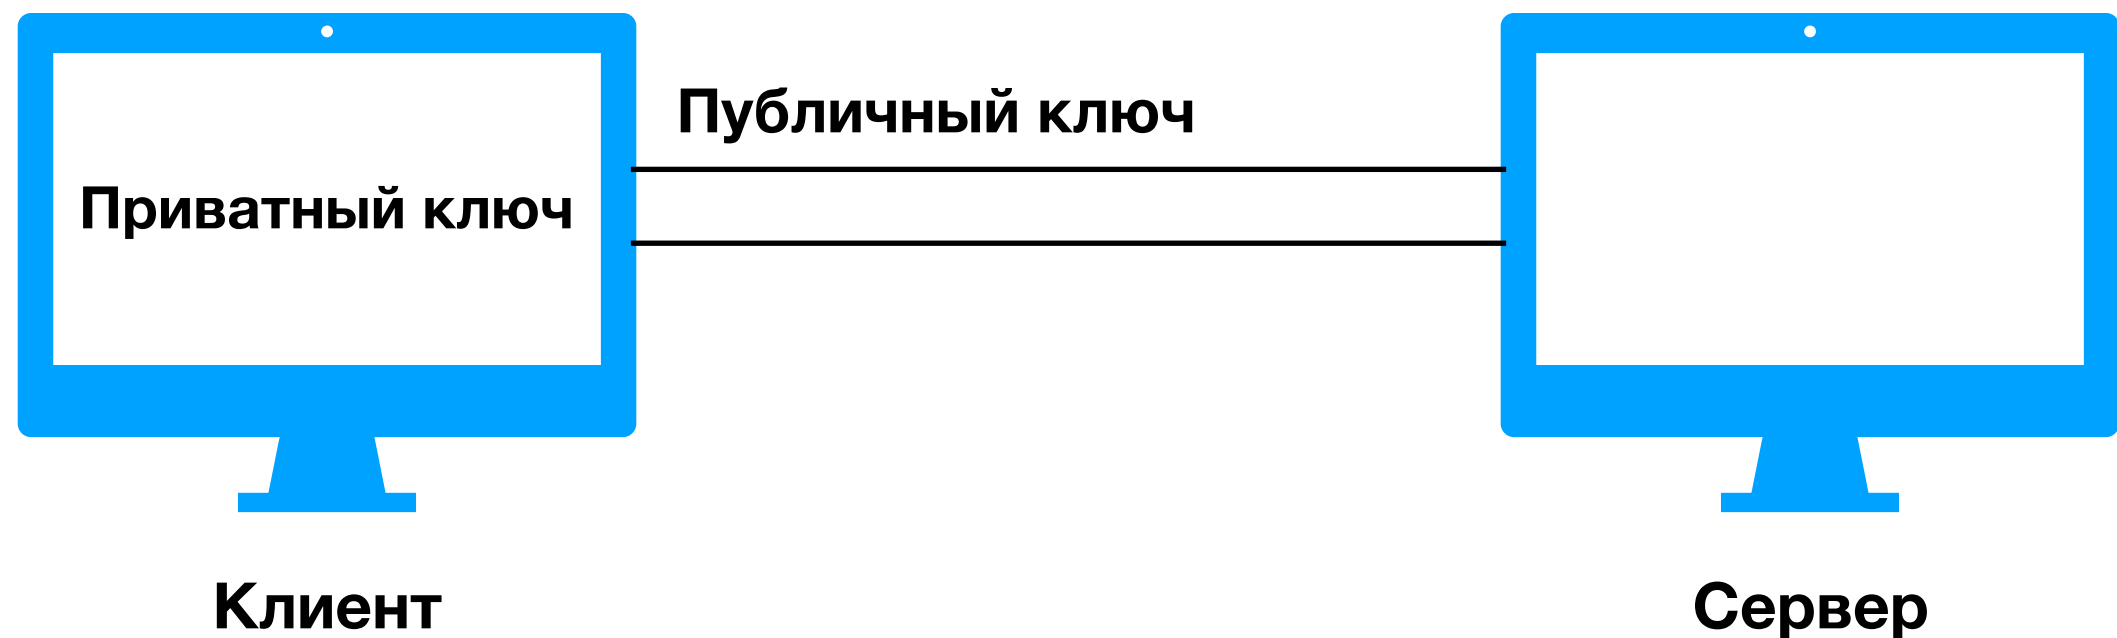 Публичный ключ
Приватный ключ
Клиент
Сервер